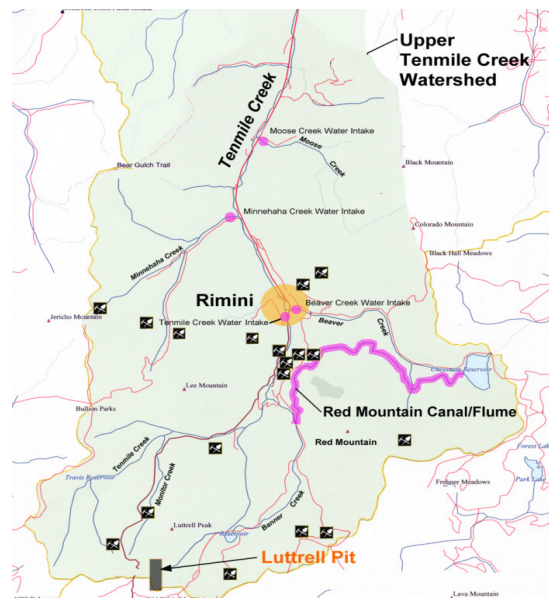 Upper
Tenmile Creek
Watershed
Tenmile Creek
Moose Creek Water Intake
Moose
Creek
Bear Gulch Trail
Black Mountain
Minnehaha Creek Water Intake
Colorado Mountain
Minnehaha Creek
Black Hall Meadows
Rimini
Beaver Creek Water Intake
Jericho Mountain
Tenmile Creek Water Intake
Beaver
Creek
Chessman Reservoir
Lee Mountain
Bullion Parks
Red Mountain Canal/Flume
Red Mountain
Tenmile Creek
Forest Lake
Travis Reservoir
Monitor Creek
Frohner Meadows
Park Lake
Banner Creek
Luttrell Peak
Reservoir
Luttrell Pit
Lava Mountain